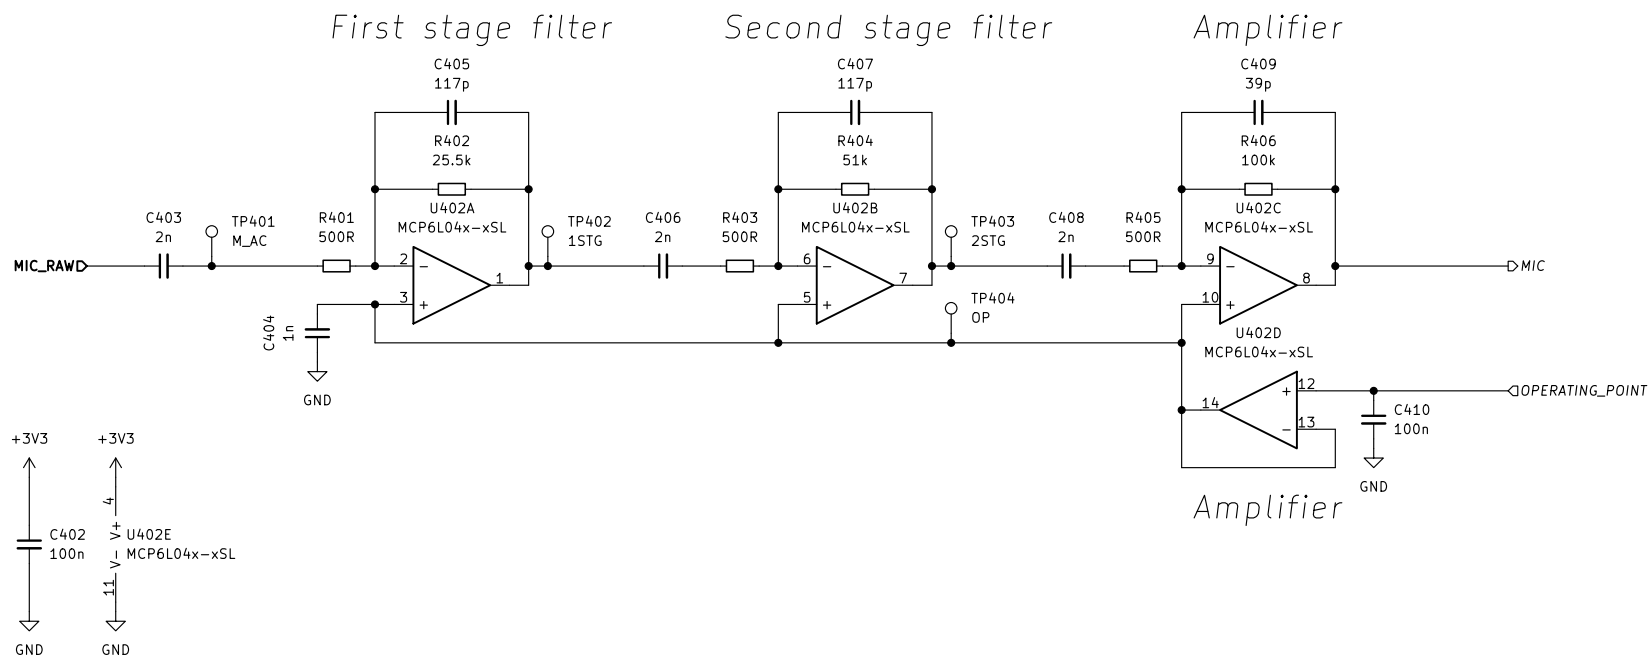 First stage filter
Second stage filter
Amplifier
C405
117p
R402
25.5k
C407
117p
R404
51k
C409
39p
R406
100k
MIC_RAW
C403
2n
TP401
M_AC
R401
500R
U402A
MCP6L04x-xSL
2
-
3
+
1
C404
1n
GND
TP402
1STG
C406
2n
R403
500R
U402B
MCP6L04x-xSL
6
-
5
+
7
TP403
2STG
TP404
OP
C408
2n
R405
500R
U402C
MCP6L04x-xSL
9
-
10
+
8
MIC
U402D
MCP6L04x-xSL
12
+
13
-
14
OPERATING_POINT
C410
100n
GND
Amplifier
+3V3
C402
100n
GND
+3V3
4
V+
U402E
MCP6L04x-xSL
V-
11
GND